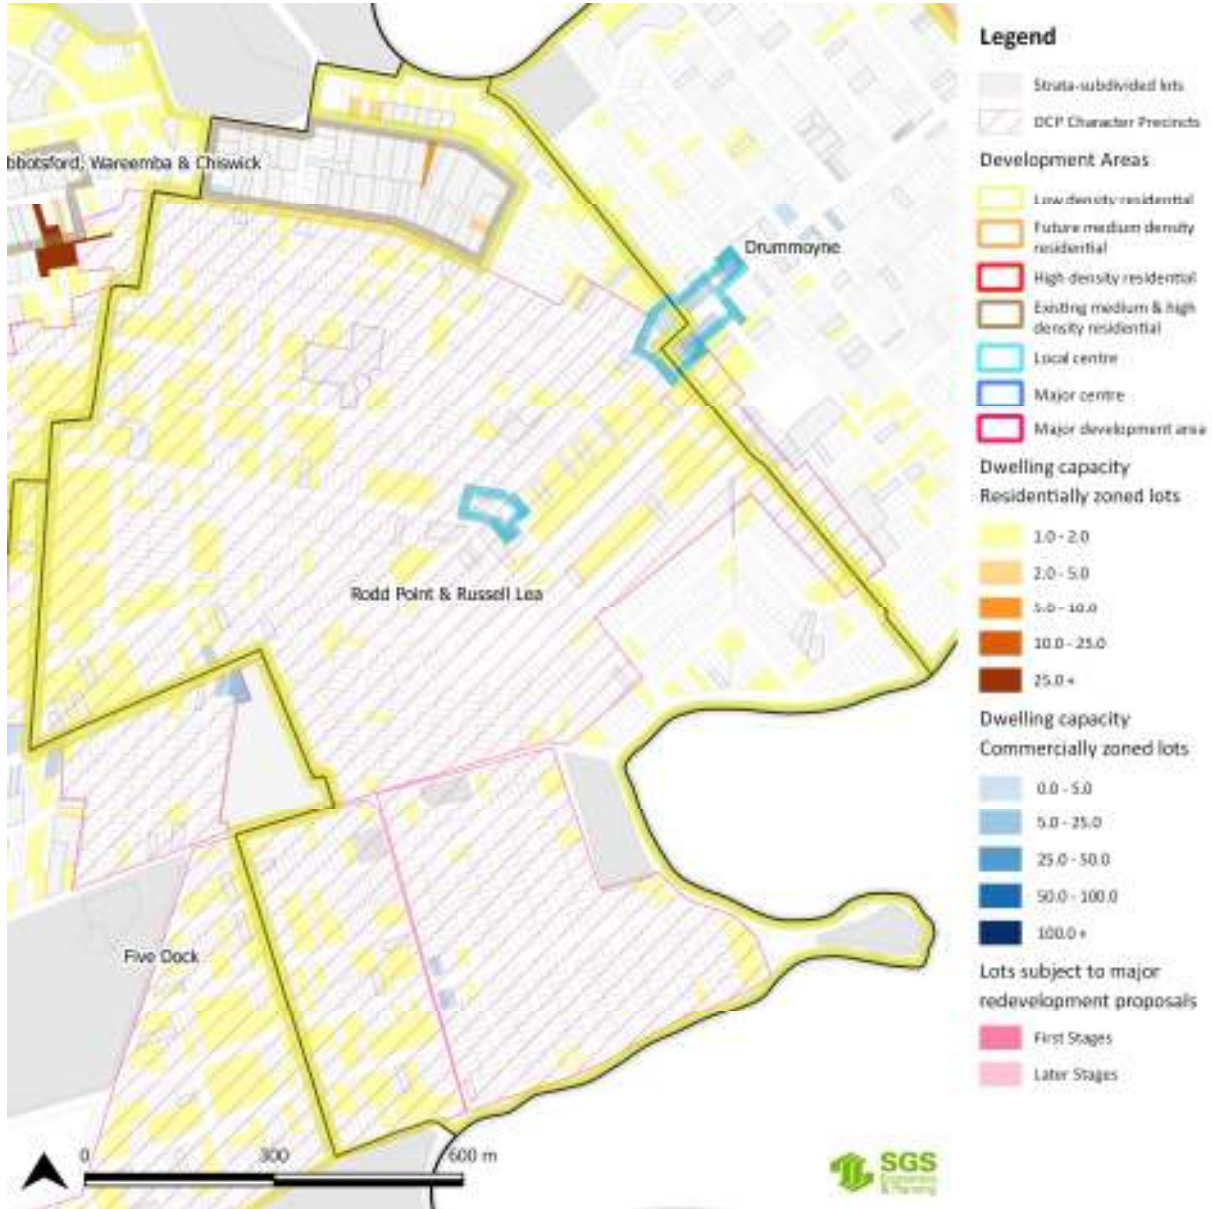 Legend
Strata-subdivided lots
DCP Character Precincts
Development Areas
Low density residential
Future medium density
residential
High density residential
Existing medium & high
density residential
Local centre
Major centre
Major development area
Dwelling capacity
Residentially zoned lots
1.0 - 2.0
2.0 - 5.0
5.0 - 10.0
10.0 - 25.0
25.0 +
Dwelling capacity
Commercially zoned lots
0.0 - 5.0
5.0 - 25.0
25.0 - 50.0
50.0 - 100.0
100.0 +
Lots subject to major
redevelopment proposals
First Stages
Later Stages
bbotsford, Wareemba & Chiswick
Drummoyne
Rodd Point & Russell Lea
Five Dock
0 300 600 m
SGS
Economics
& Planning